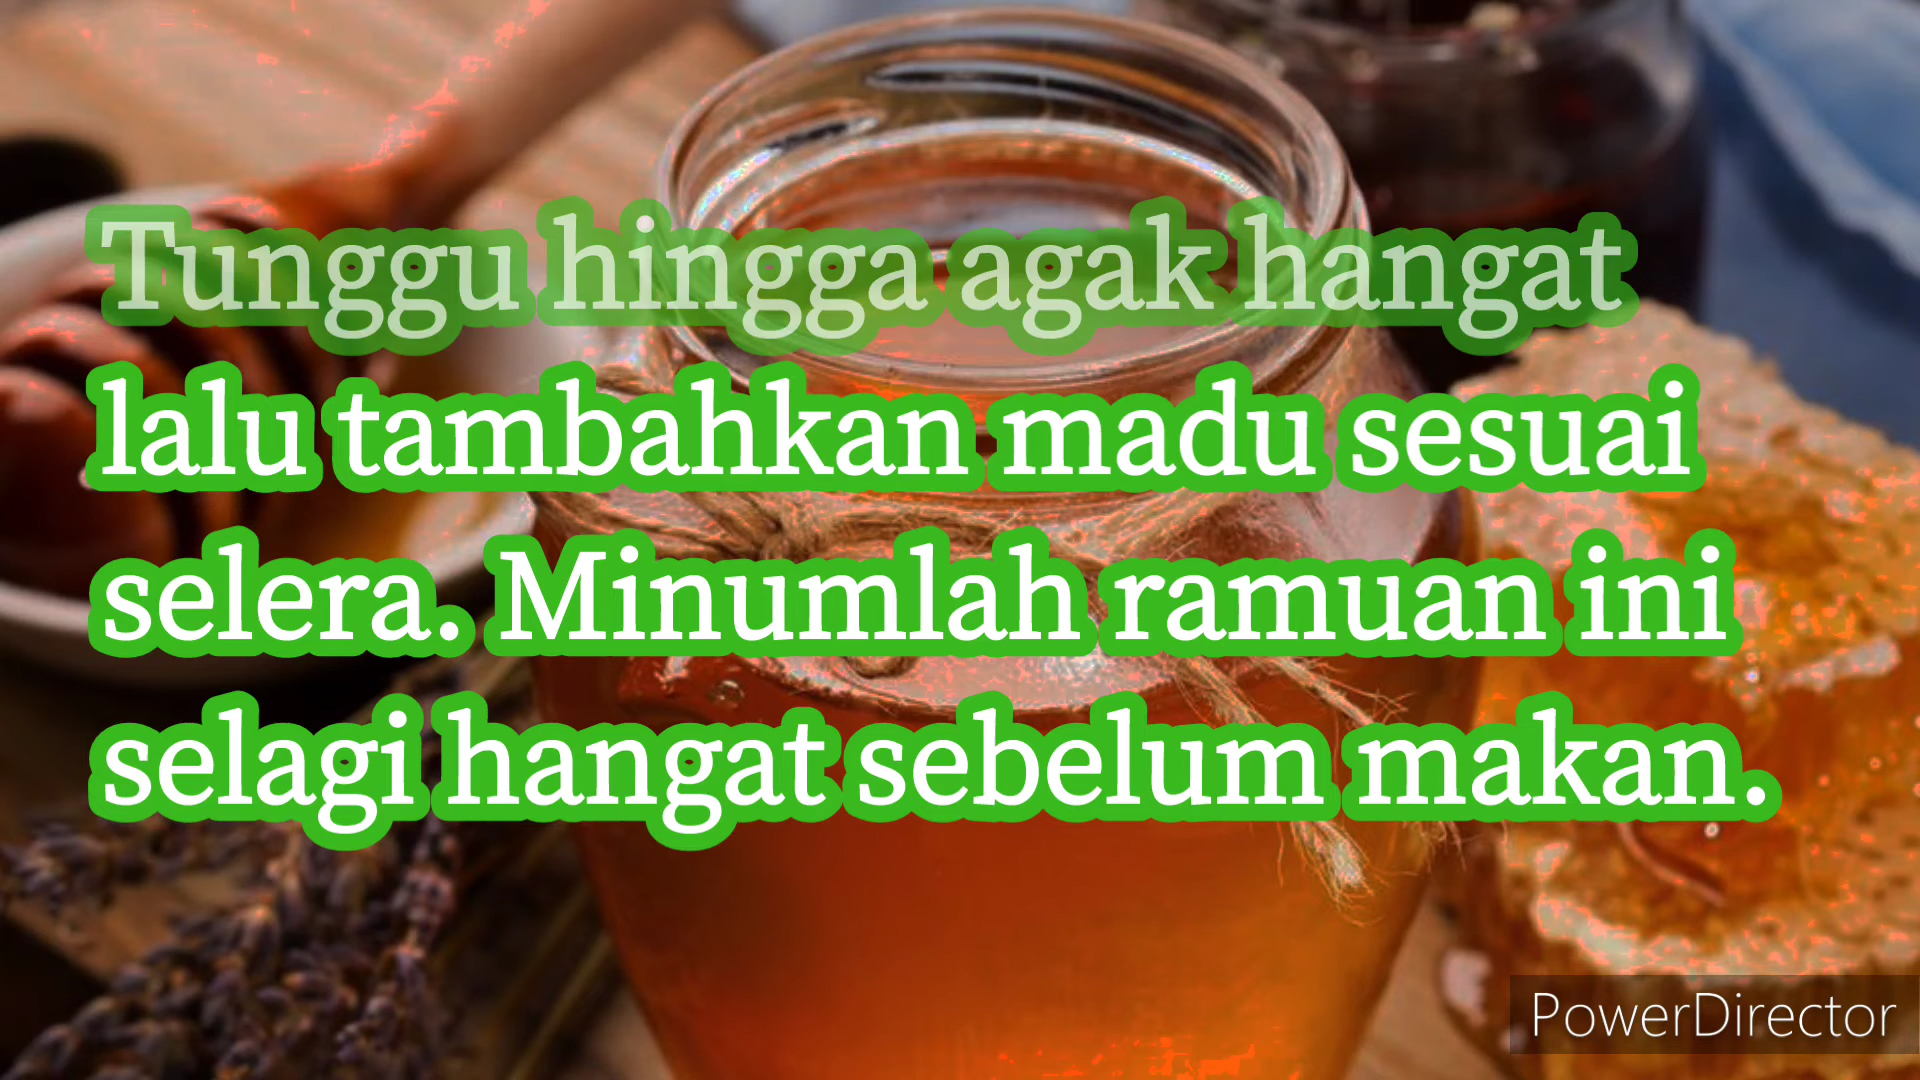 Tunggu hingga agak hangat
lalu tambahkan madu sesuai
selera. Minumlah ramuan ini
selagi hangat sebelum makan.
PowerDirector